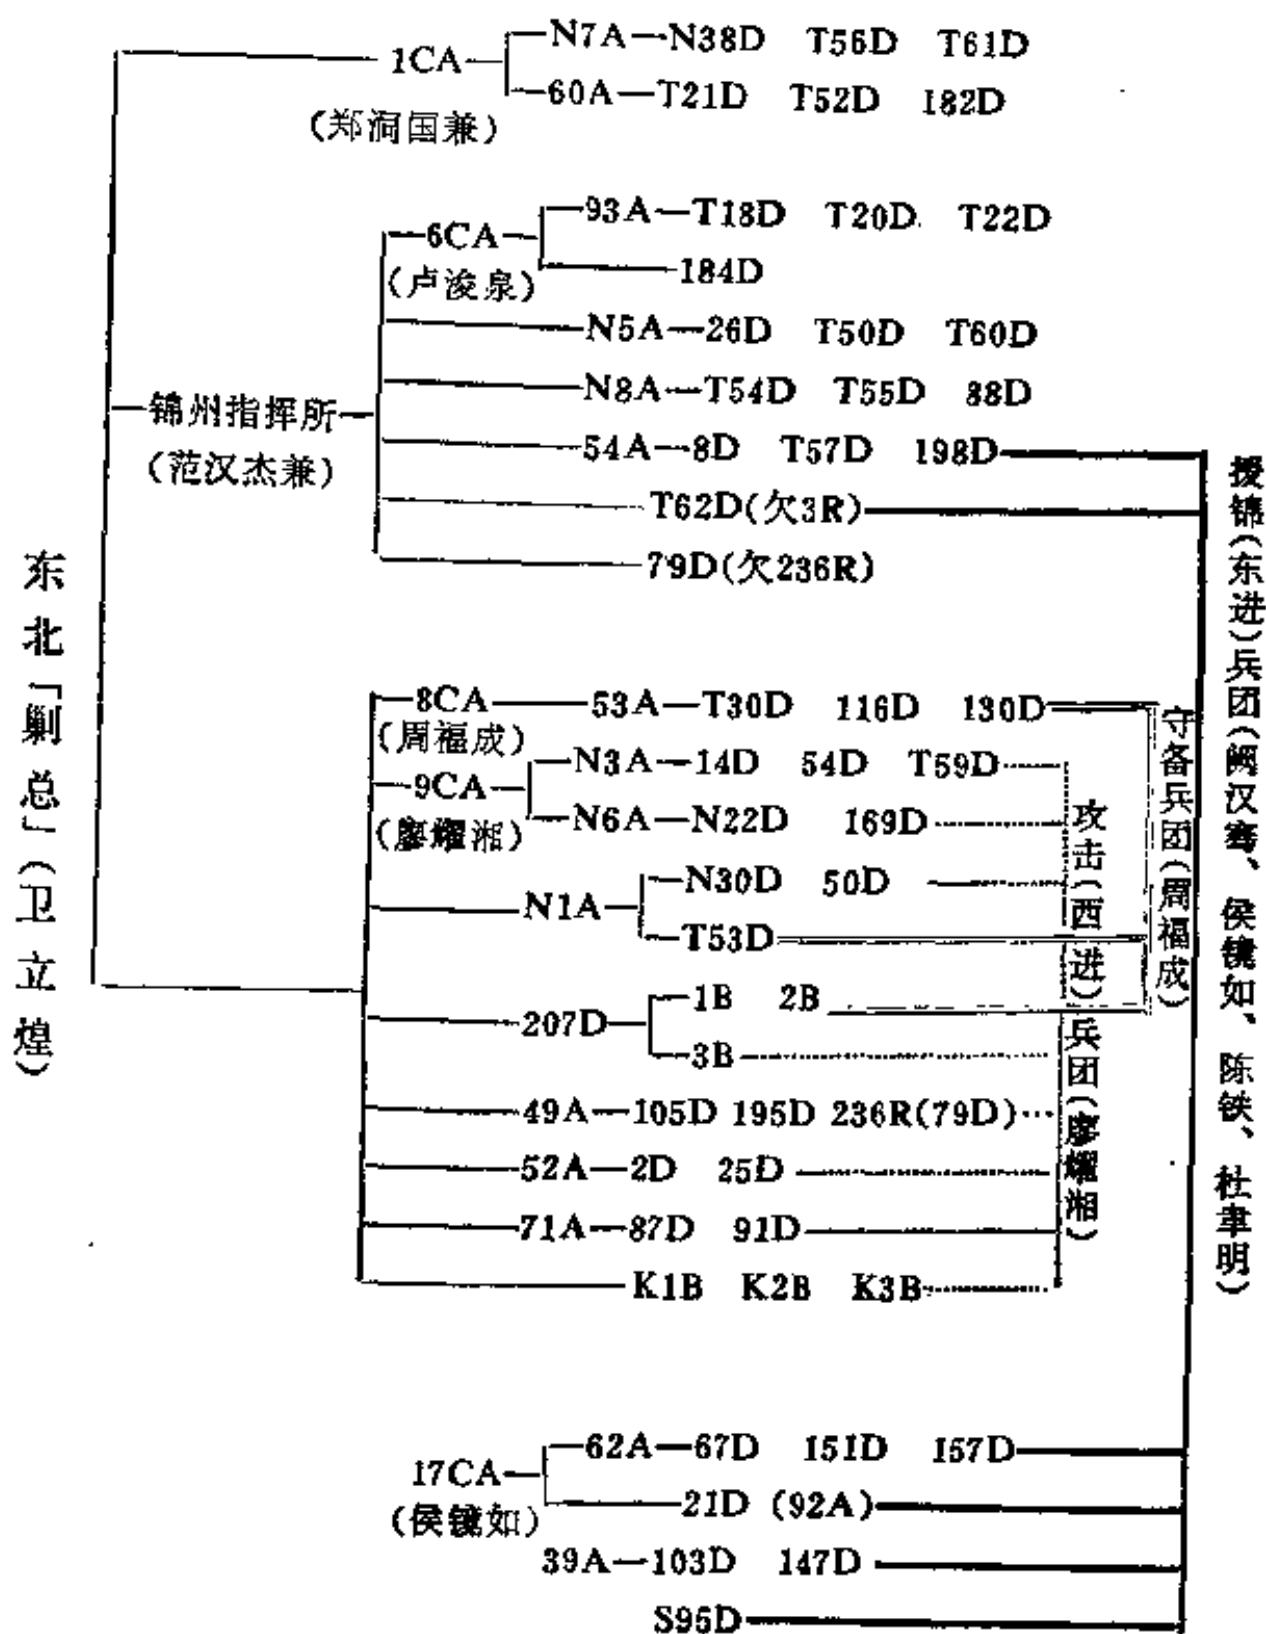 东北「剿总」(卫立煌)
1CA
(郑洞国兼)
N7A—N38D T56D T61D
60A—T21D T52D 182D
锦州指挥所
(范汉杰兼)
6CA
(卢浚泉)
93A—T18D T20D T22D
184D
N5A—26D T50D T60D
N8A—T54D T55D 88D
54A—8D T57D 198D
T62D(欠3R)
79D(欠236R)
8CA—53A—T30D 116D 130D
(周福成)
9CA
(廖耀湘)
N3A—14D 54D T59D
N6A—N22D 169D
N1A
N30D 50D
T53D
207D
1B 2B
3B
49A—105D 195D 236R(79D)
52A—2D 25D
71A—87D 91D
K1B K2B K3B
攻击(西进)兵团(廖耀湘)
守备兵团(周福成)
17CA
(侯镜如)
62A—67D 151D 157D
21D (92A)
39A—103D 147D
S95D
援锦(东进)兵团(阙汉骞、侯镜如、陈铁、杜聿明)